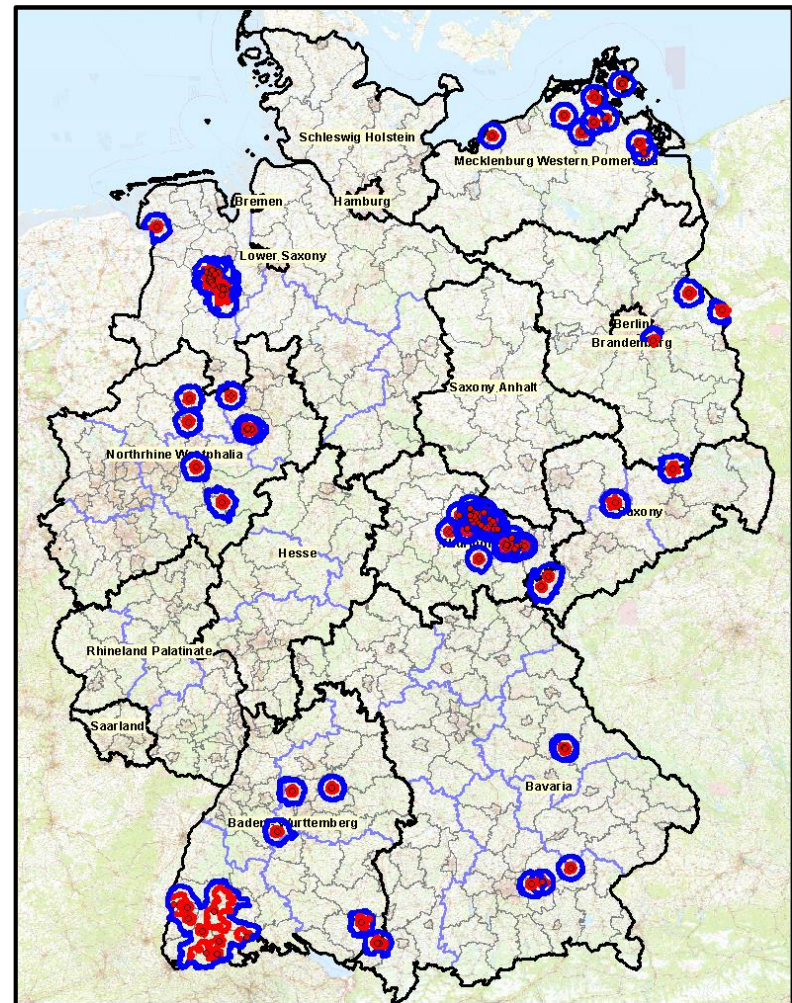 Schleswig Holstein
Mecklenburg Western Pomerania
Bremen
Hamburg
Lower Saxony
Berlin
Brandenburg
Saxony Anhalt
Northrhine Westphalia
Saxony
Hesse
Rhineland Palatinate
Saarland
Bavaria
Baden Wurttemberg